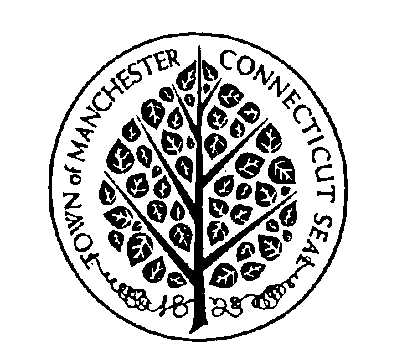 TOWN of MANCHESTER CONNECTICUT SEAL
1823